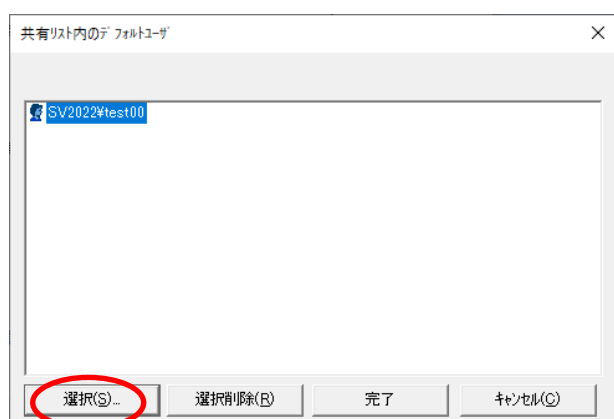 共有ﾘｽﾄ内のﾃﾞﾌｫﾙﾄﾕｰｻﾞ
SV2022¥test00
選択(S)...
選択削除(R)
完了
ｷｬﾝｾﾙ(C)